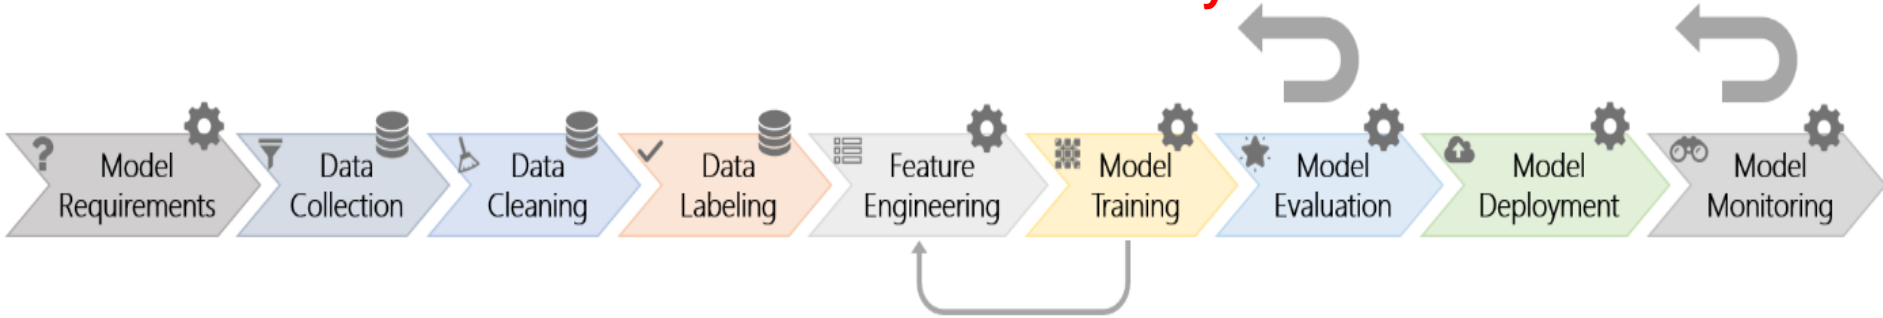 Model
Requirements
Data
Collection
Data
Cleaning
Data
Labeling
Feature
Engineering
Model
Training
Model
Evaluation
Model
Deployment
Model
Monitoring